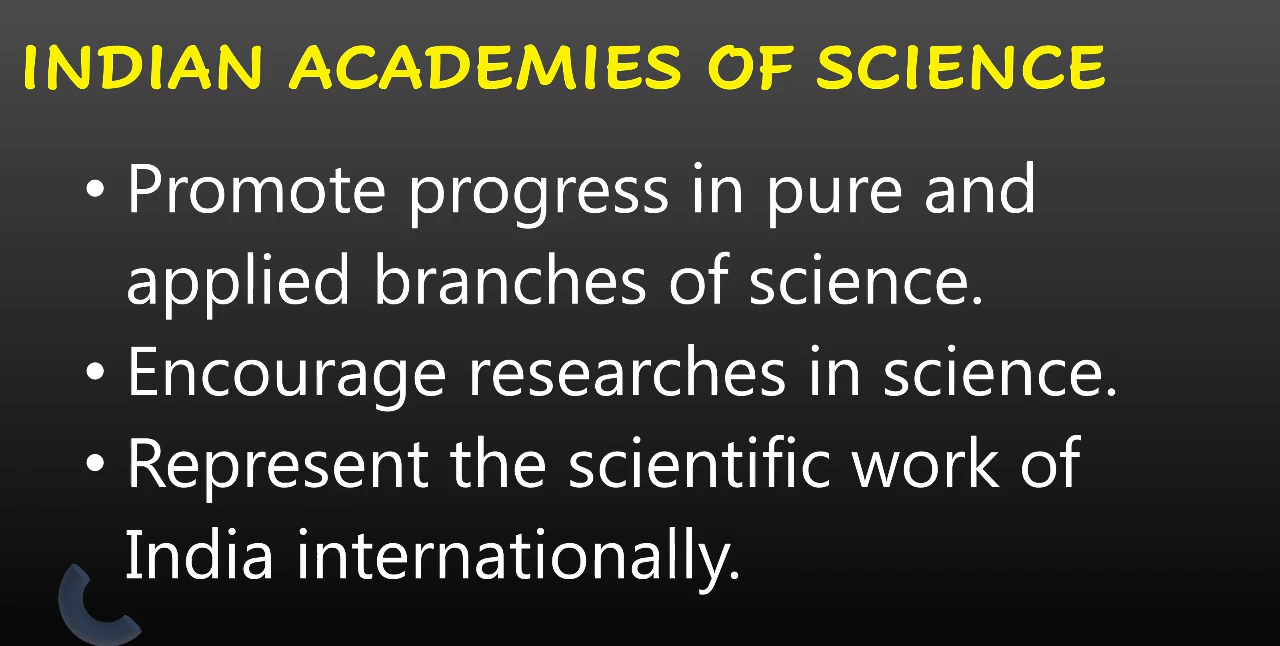 INDIAN ACADEMIES OF SCIENCE
• Promote progress in pure and
applied branches of science.
• Encourage researches in science.
• Represent the scientific work of
India internationally.